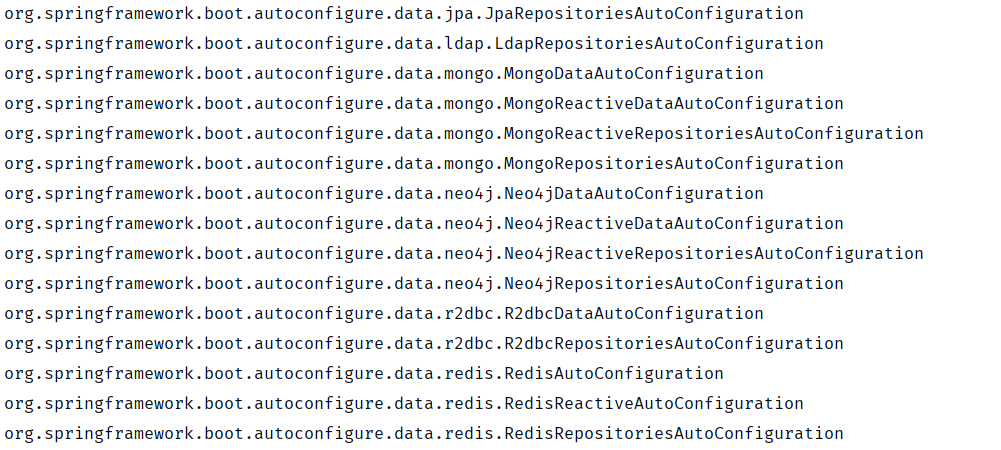 org.springframework.boot.autoconfigure.data.jpa.JpaRepositoriesAutoConfiguration
org.springframework.boot.autoconfigure.data.ldap.LdapRepositoriesAutoConfiguration
org.springframework.boot.autoconfigure.data.mongo.MongoDataAutoConfiguration
org.springframework.boot.autoconfigure.data.mongo.MongoReactiveDataAutoConfiguration
org.springframework.boot.autoconfigure.data.mongo.MongoReactiveRepositoriesAutoConfiguration
org.springframework.boot.autoconfigure.data.mongo.MongoRepositoriesAutoConfiguration
org.springframework.boot.autoconfigure.data.neo4j.Neo4jDataAutoConfiguration
org.springframework.boot.autoconfigure.data.neo4j.Neo4jReactiveDataAutoConfiguration
org.springframework.boot.autoconfigure.data.neo4j.Neo4jReactiveRepositoriesAutoConfiguration
org.springframework.boot.autoconfigure.data.neo4j.Neo4jRepositoriesAutoConfiguration
org.springframework.boot.autoconfigure.data.r2dbc.R2dbcDataAutoConfiguration
org.springframework.boot.autoconfigure.data.r2dbc.R2dbcRepositoriesAutoConfiguration
org.springframework.boot.autoconfigure.data.redis.RedisAutoConfiguration
org.springframework.boot.autoconfigure.data.redis.RedisReactiveAutoConfiguration
org.springframework.boot.autoconfigure.data.redis.RedisRepositoriesAutoConfiguration